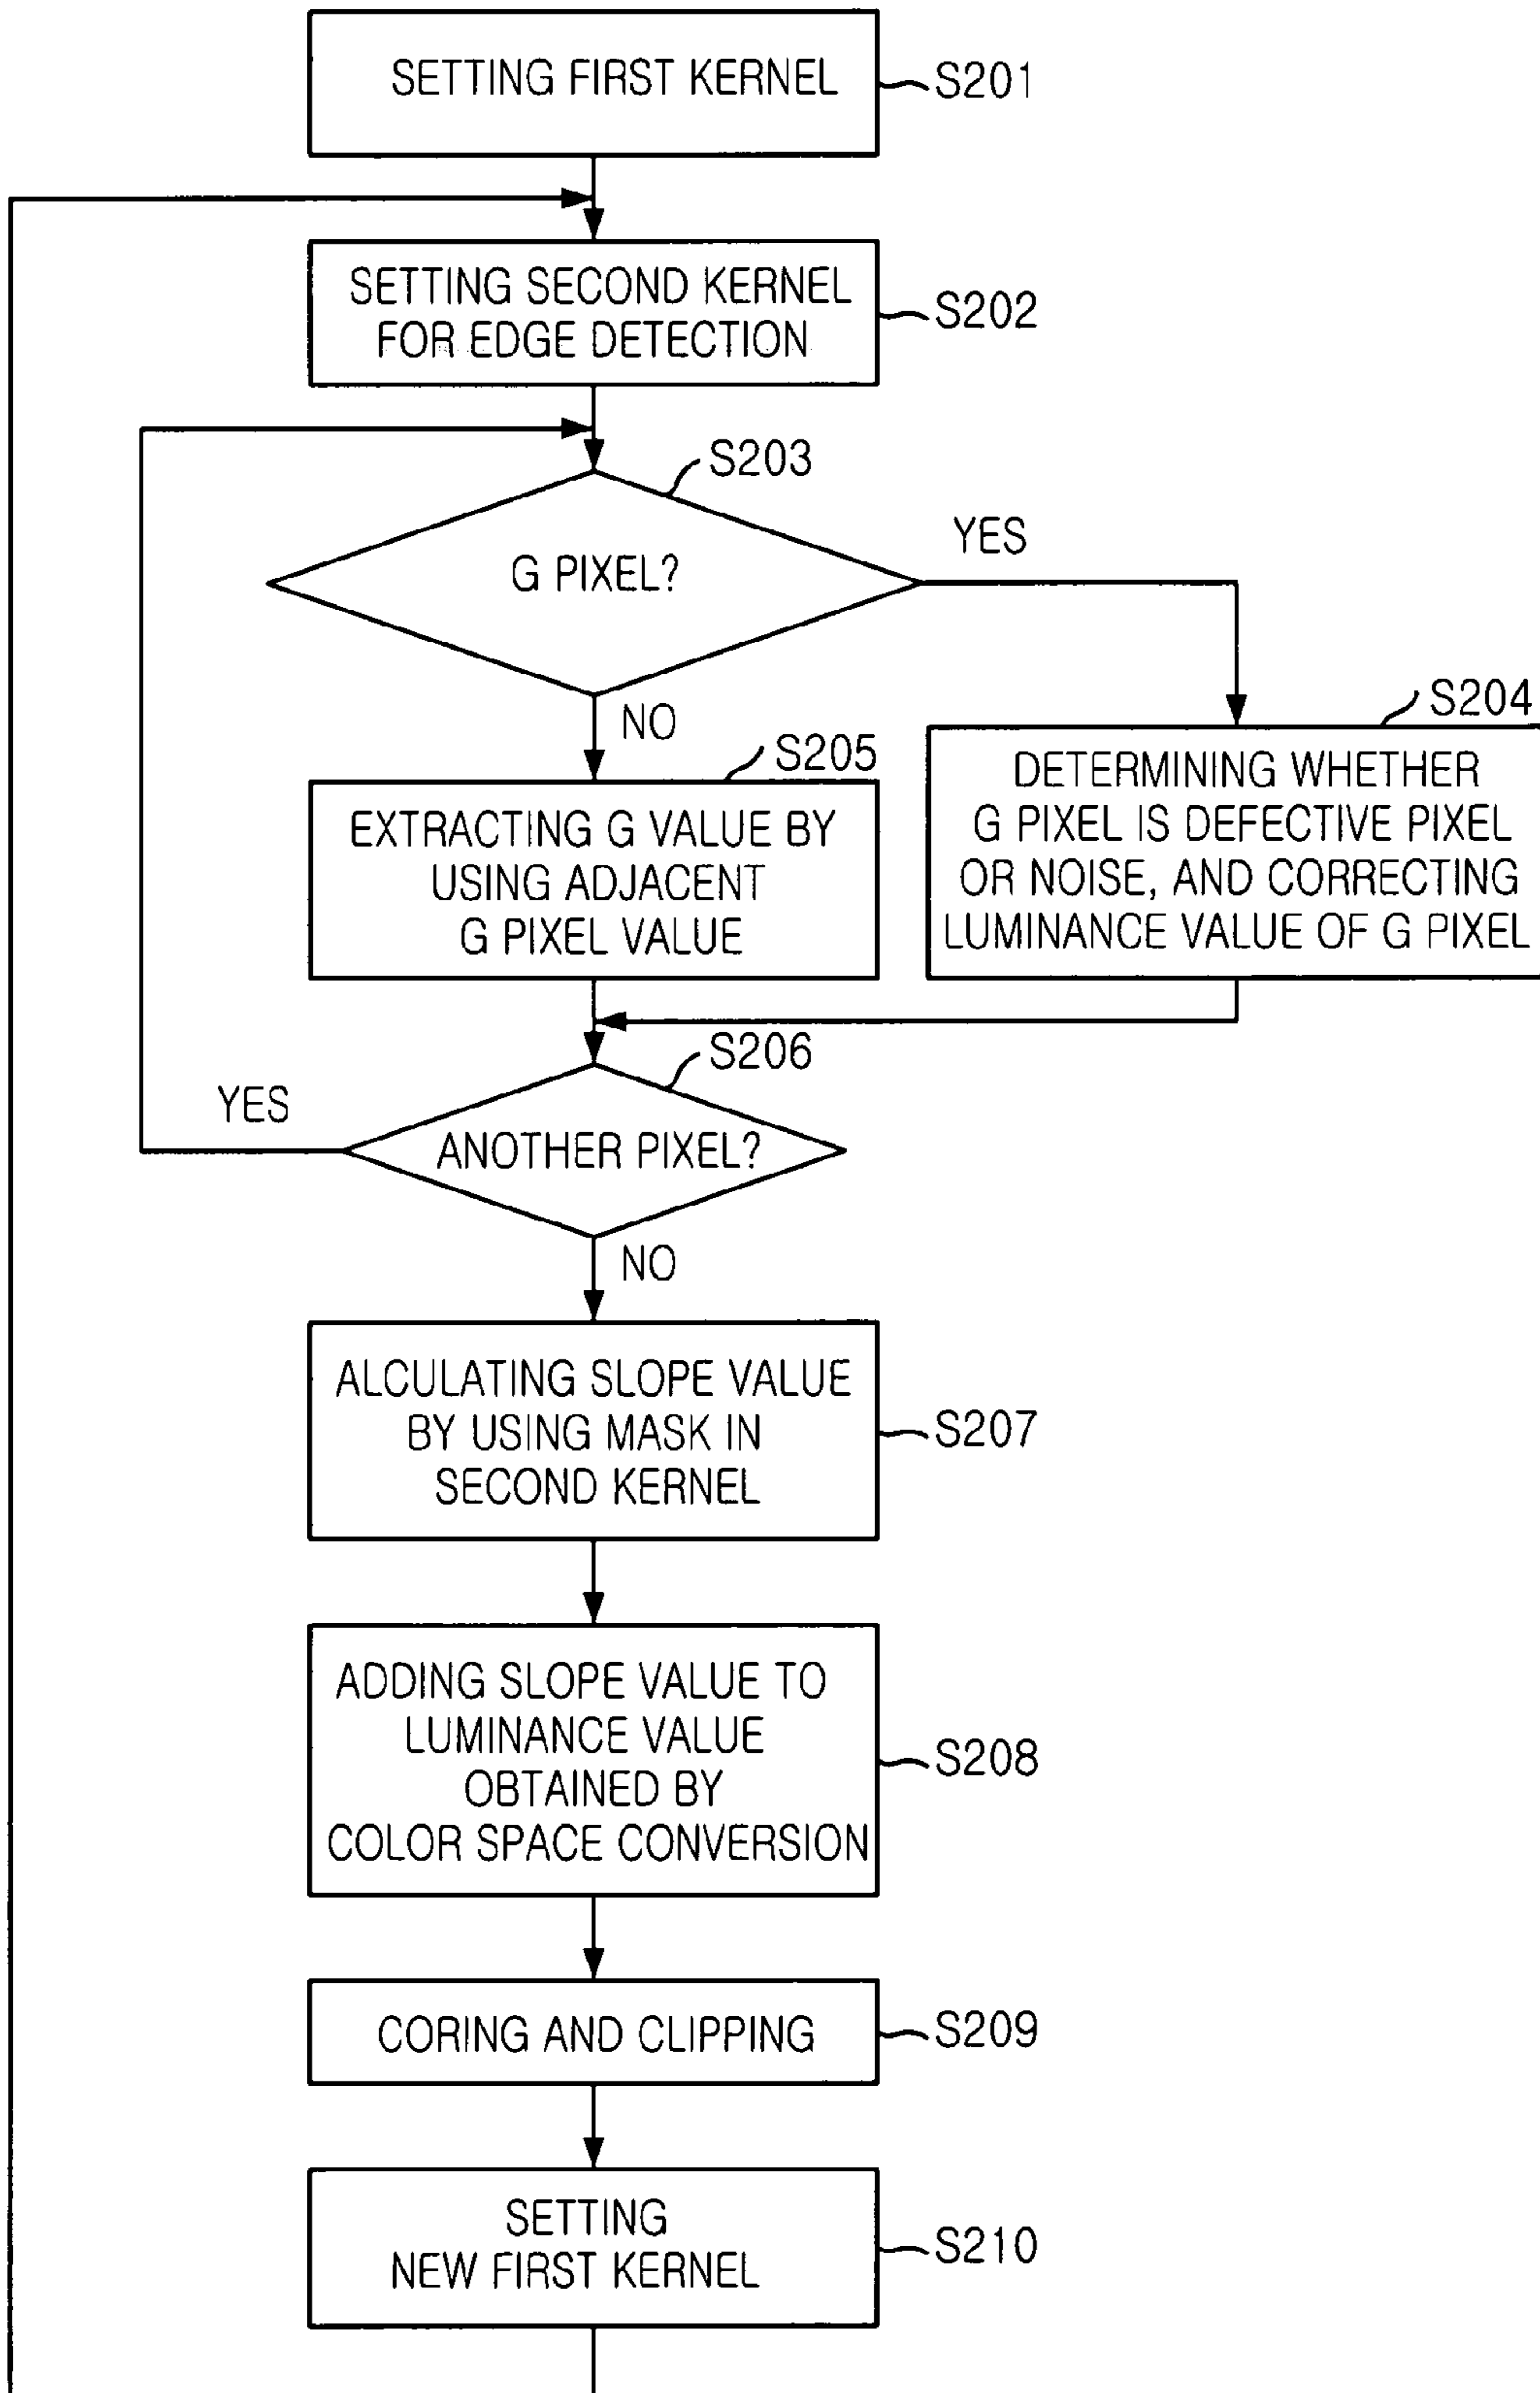 SETTING FIRST KERNEL
S201
SETTING SECOND KERNEL
FOR EDGE DETECTION
S202
S203
G PIXEL?
YES
NO
S204
DETERMINING WHETHER
G PIXEL IS DEFECTIVE PIXEL
OR NOISE, AND CORRECTING
LUMINANCE VALUE OF G PIXEL
S205
EXTRACTING G VALUE BY
USING ADJACENT
G PIXEL VALUE
S206
YES
ANOTHER PIXEL?
NO
ALCULATING SLOPE VALUE
BY USING MASK IN
SECOND KERNEL
S207
ADDING SLOPE VALUE TO
LUMINANCE VALUE
OBTAINED BY
COLOR SPACE CONVERSION
S208
CORING AND CLIPPING
S209
SETTING
NEW FIRST KERNEL
S210